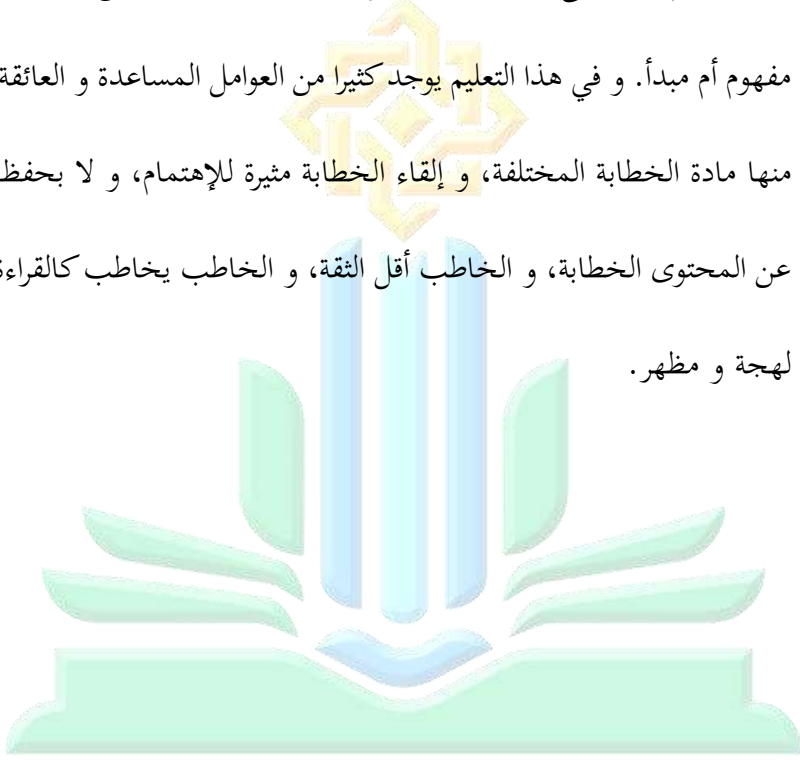 مفهوم أم مبدأ. و في هذا التعليم يوجد كثيرا من العوامل المساعدة و العائقة
منها مادة الخطابة المختلفة، و إلقاء الخطابة مثيرة للإهتمام، و لا بحفظ
عن المحتوى الخطابة، و الخاطب أقل الثقة، و الخاطب يخاطب كالقراءة
لهجة و مظهر.